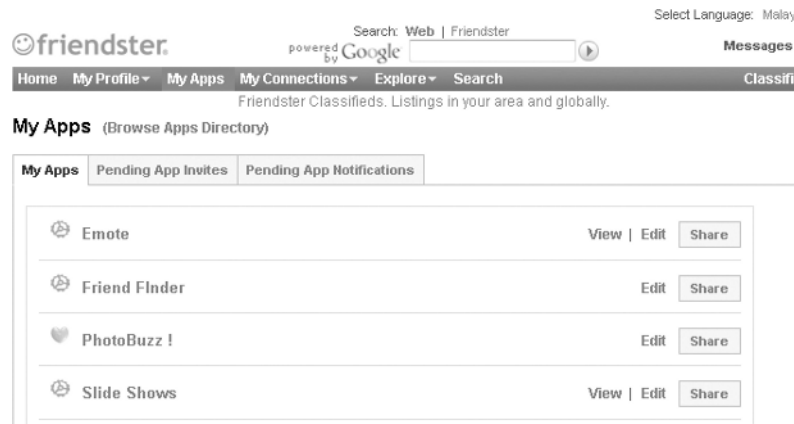 Select Language: Malay
Search: Web | Friendster
friendster.
powered by Google
Messages
Home My Profile My Apps My Connections Explore Search Classifi
Friendster Classifieds. Listings in your area and globally.
My Apps (Browse Apps Directory)
My Apps Pending App Invites Pending App Notifications
Emote View | Edit Share
Friend FInder Edit Share
PhotoBuzz ! Edit Share
Slide Shows View | Edit Share